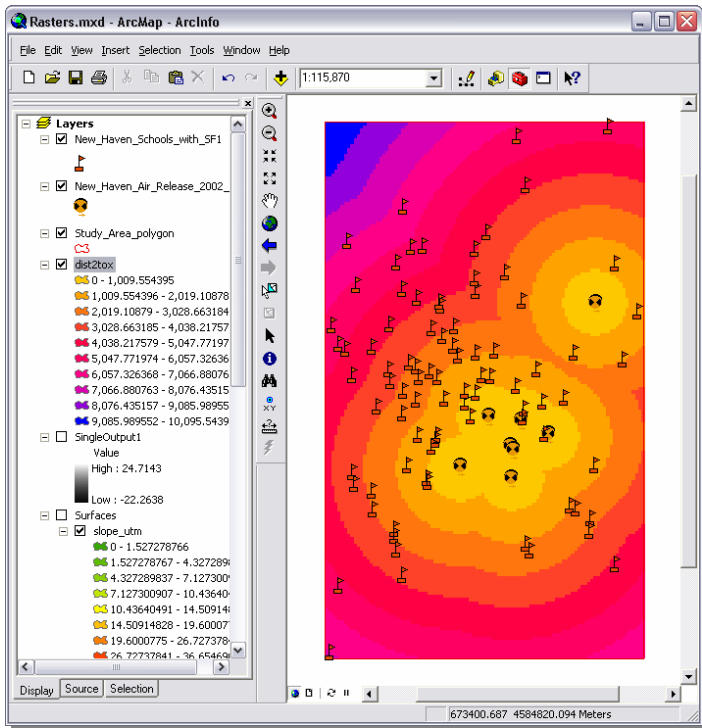 Rasters.mxd - ArcMap - ArcInfo
File Edit View Insert Selection Tools Window Help
1:115,870
Layers
New_Haven_Schools_with_SF1
New_Haven_Air_Release_2002_
Study_Area_polygon
dist2tox
0 - 1,009.554395
1,009.554396 - 2,019.10878
2,019.10879 - 3,028.663184
3,028.663185 - 4,038.21757
4,038.217579 - 5,047.77197
5,047.771974 - 6,057.32636
6,057.326368 - 7,066.88076
7,066.880763 - 8,076.43515
8,076.435157 - 9,085.98955
9,085.989552 - 10,095.5439
SingleOutput1
Value
High : 24.7143
Low : -22.2638
Surfaces
slope_utm
0 - 1.527278766
1.527278767 - 4.327289
4.327289837 - 7.127300
7.127300907 - 10.43640
10.43640491 - 14.50914
14.50914828 - 19.60007
19.6000775 - 26.727378
26.72737841 - 36.65469
Display Source Selection
673400.687 4584820.094 Meters